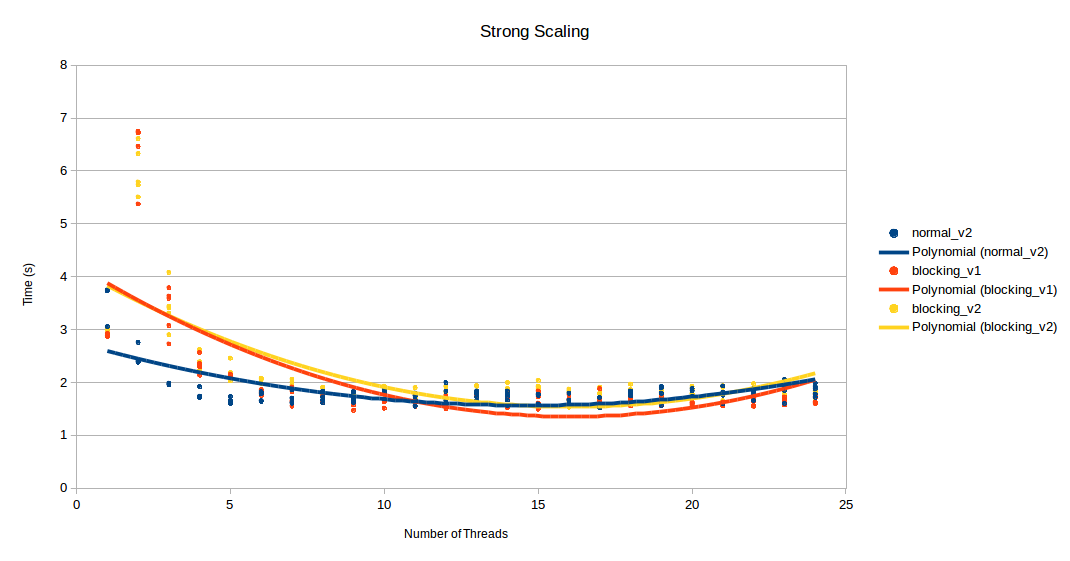 Strong Scaling
8
7
6
5
4
3
2
1
0
0 5 10 15 20 25
Time (s)
Number of Threads
normal_v2
Polynomial (normal_v2)
blocking_v1
Polynomial (blocking_v1)
blocking_v2
Polynomial (blocking_v2)